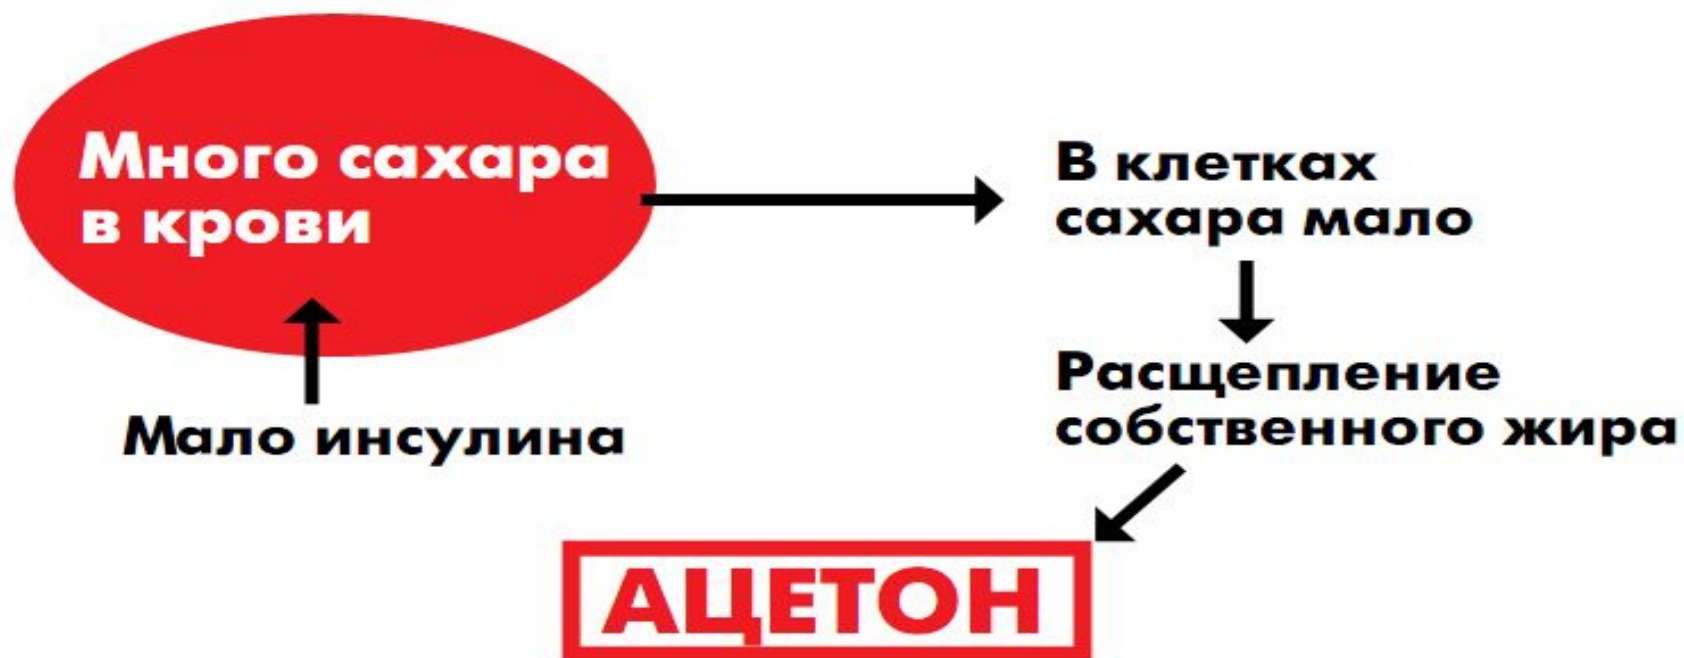 Много сахара
в крови
В клетках
сахара мало
Мало инсулина
Расщепление
собственного жира
АЦЕТОН